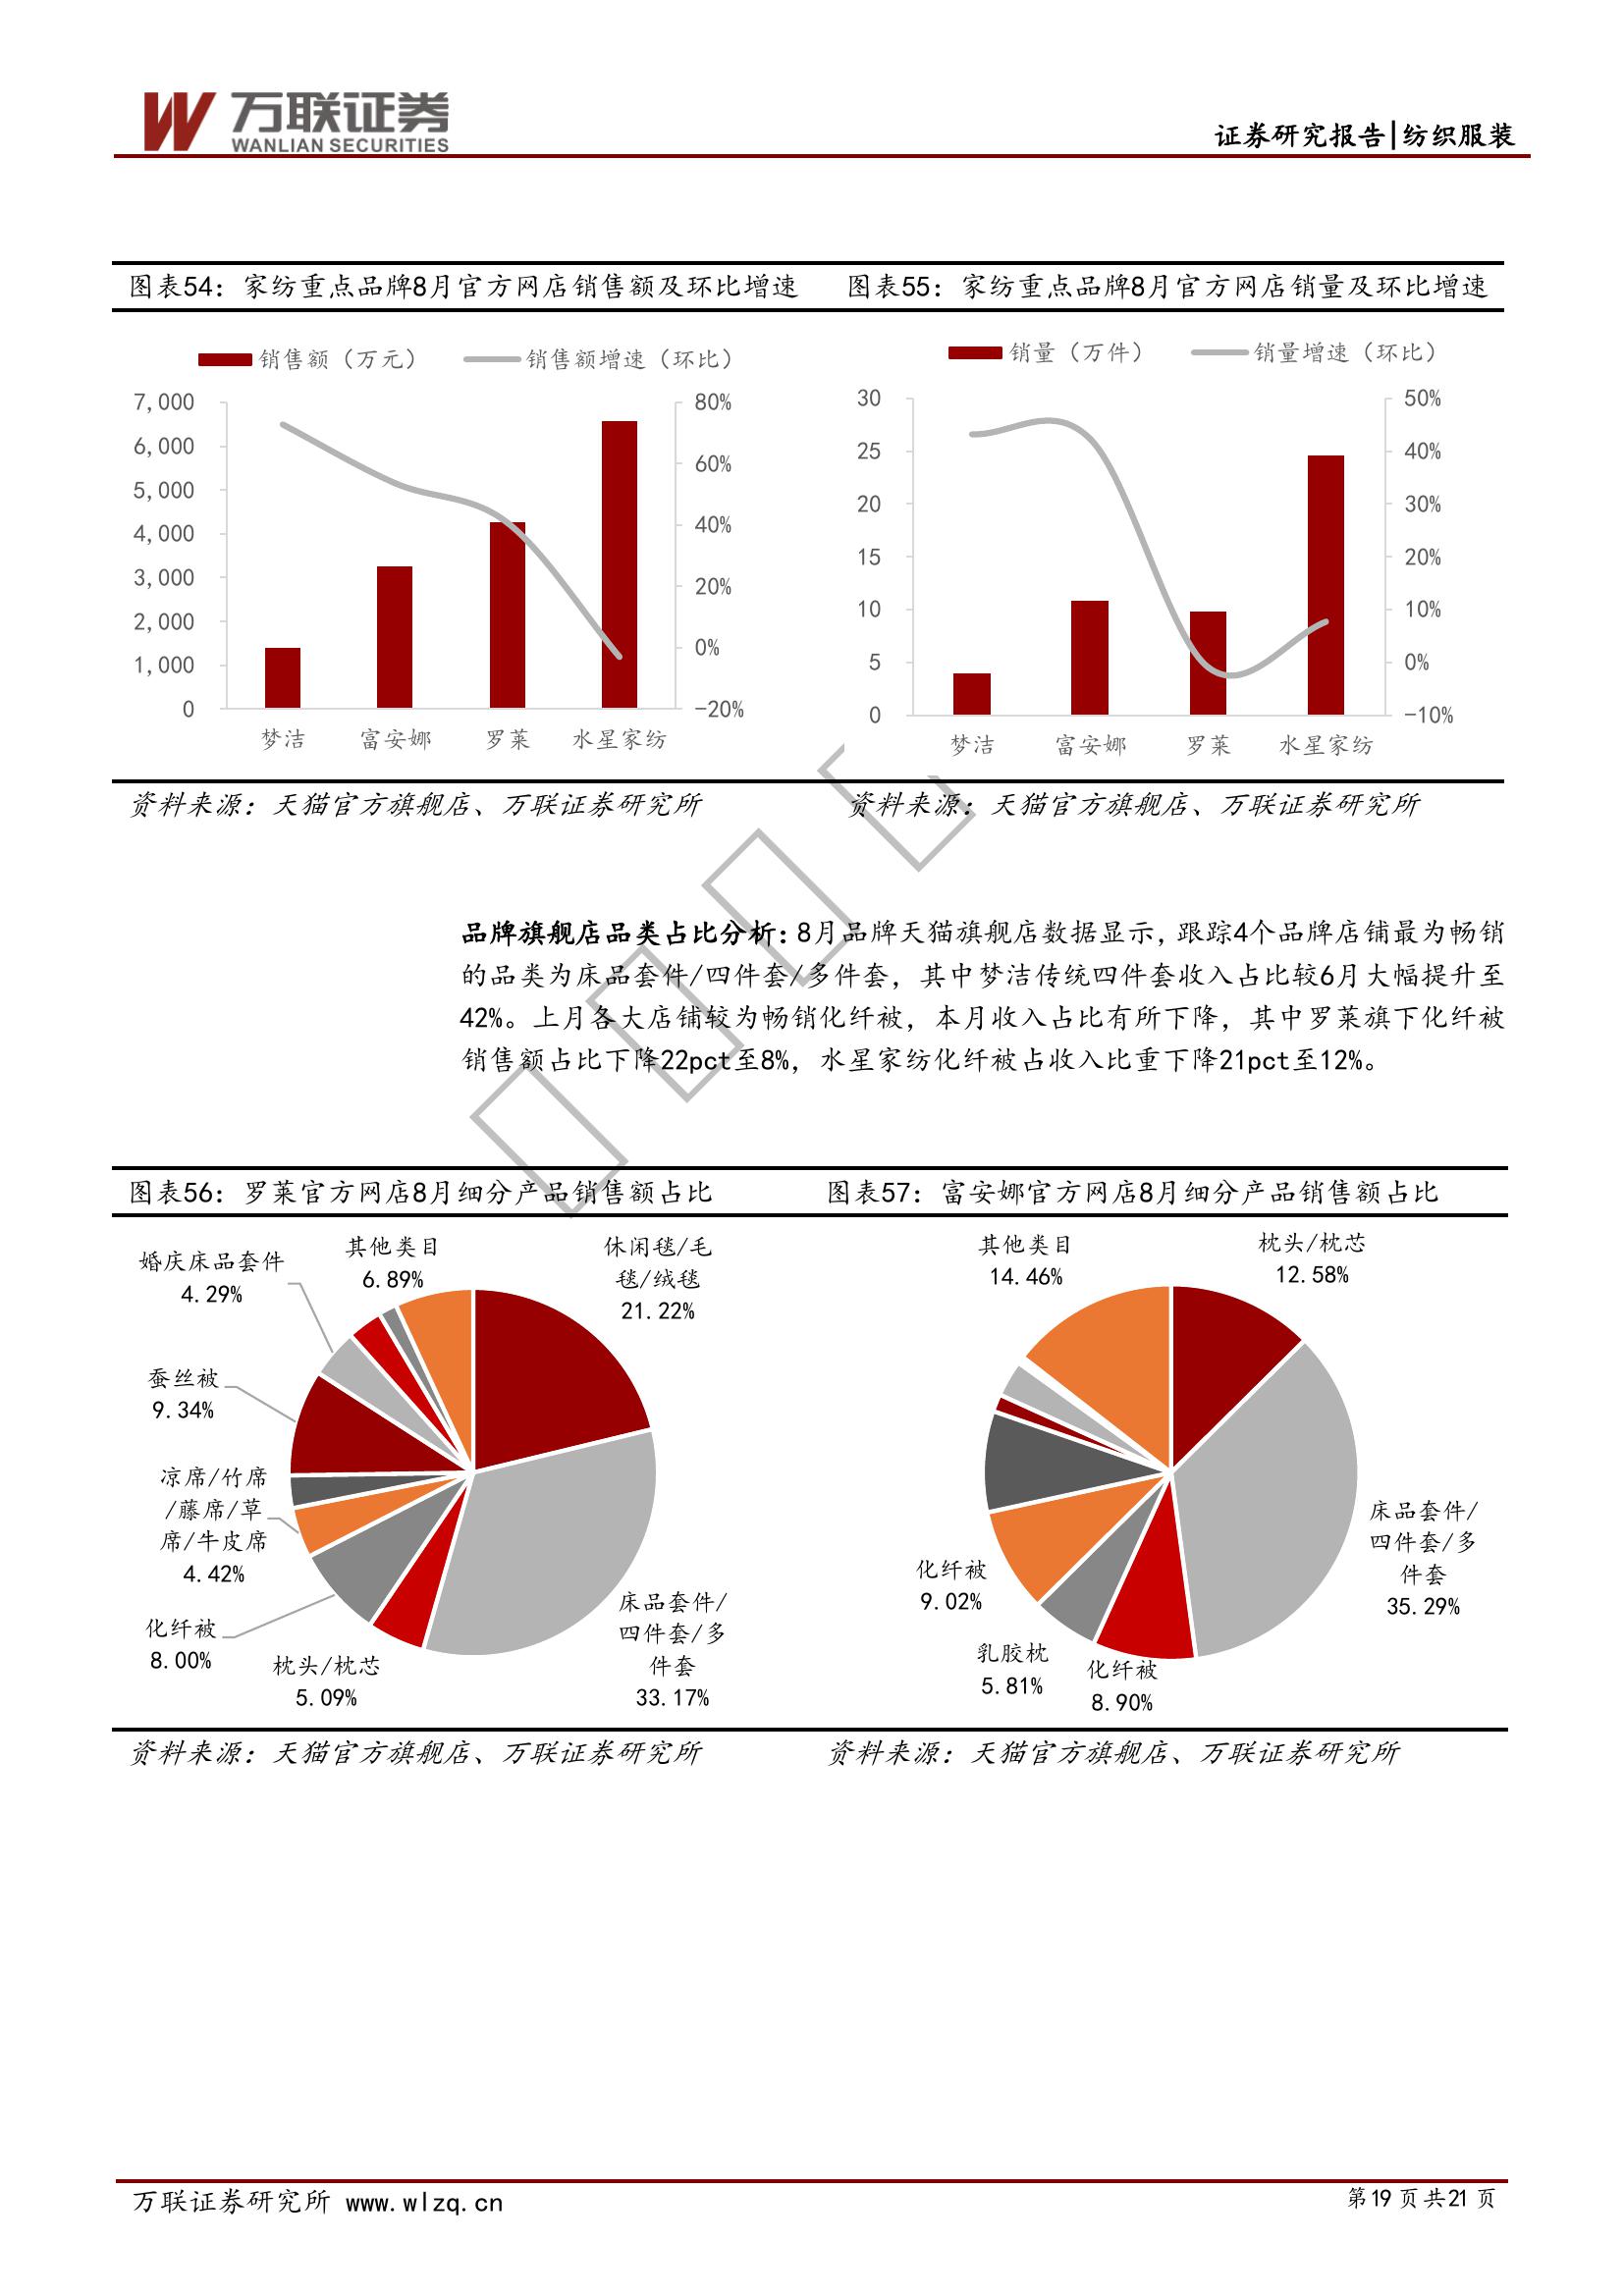 万联证券
WANLIAN SECURITIES
证券研究报告|纺织服装
图表54：家纺重点品牌8月官方网店销售额及环比增速
销售额（万元）
销售额增速（环比）
7,000
6,000
5,000
4,000
3,000
2,000
1,000
0
80%
60%
40%
20%
0%
-20%
梦洁
富安娜
罗莱
水星家纺
资料来源：天猫官方旗舰店、万联证券研究所
图表55：家纺重点品牌8月官方网店销量及环比增速
销量（万件）
销量增速（环比）
30
25
20
15
10
5
0
50%
40%
30%
20%
10%
0%
-10%
梦洁
富安娜
罗莱
水星家纺
资料来源：天猫官方旗舰店、万联证券研究所
品牌旗舰店品类占比分析：8月品牌天猫旗舰店数据显示，跟踪4个品牌店铺最为畅销
的品类为床品套件/四件套/多件套，其中梦洁传统四件套收入占比较6月大幅提升至
42%。上月各大店铺较为畅销化纤被，本月收入占比有所下降，其中罗莱旗下化纤被
销售额占比下降22pct至8%，水星家纺化纤被占收入比重下降21pct至12%。
图表56：罗莱官方网店8月细分产品销售额占比
婚庆床品套件
4.29%
其他类目
6.89%
休闲毯/毛
毯/绒毯
21.22%
蚕丝被
9.34%
凉席/竹席
/藤席/草
席/牛皮席
4.42%
化纤被
8.00%
枕头/枕芯
5.09%
床品套件/
四件套/多
件套
33.17%
资料来源：天猫官方旗舰店、万联证券研究所
图表57：富安娜官方网店8月细分产品销售额占比
其他类目
14.46%
枕头/枕芯
12.58%
床品套件/
四件套/多
件套
35.29%
化纤被
9.02%
乳胶枕
5.81%
化纤被
8.90%
资料来源：天猫官方旗舰店、万联证券研究所
万联证券研究所 www.wlzq.cn
第19页共21页